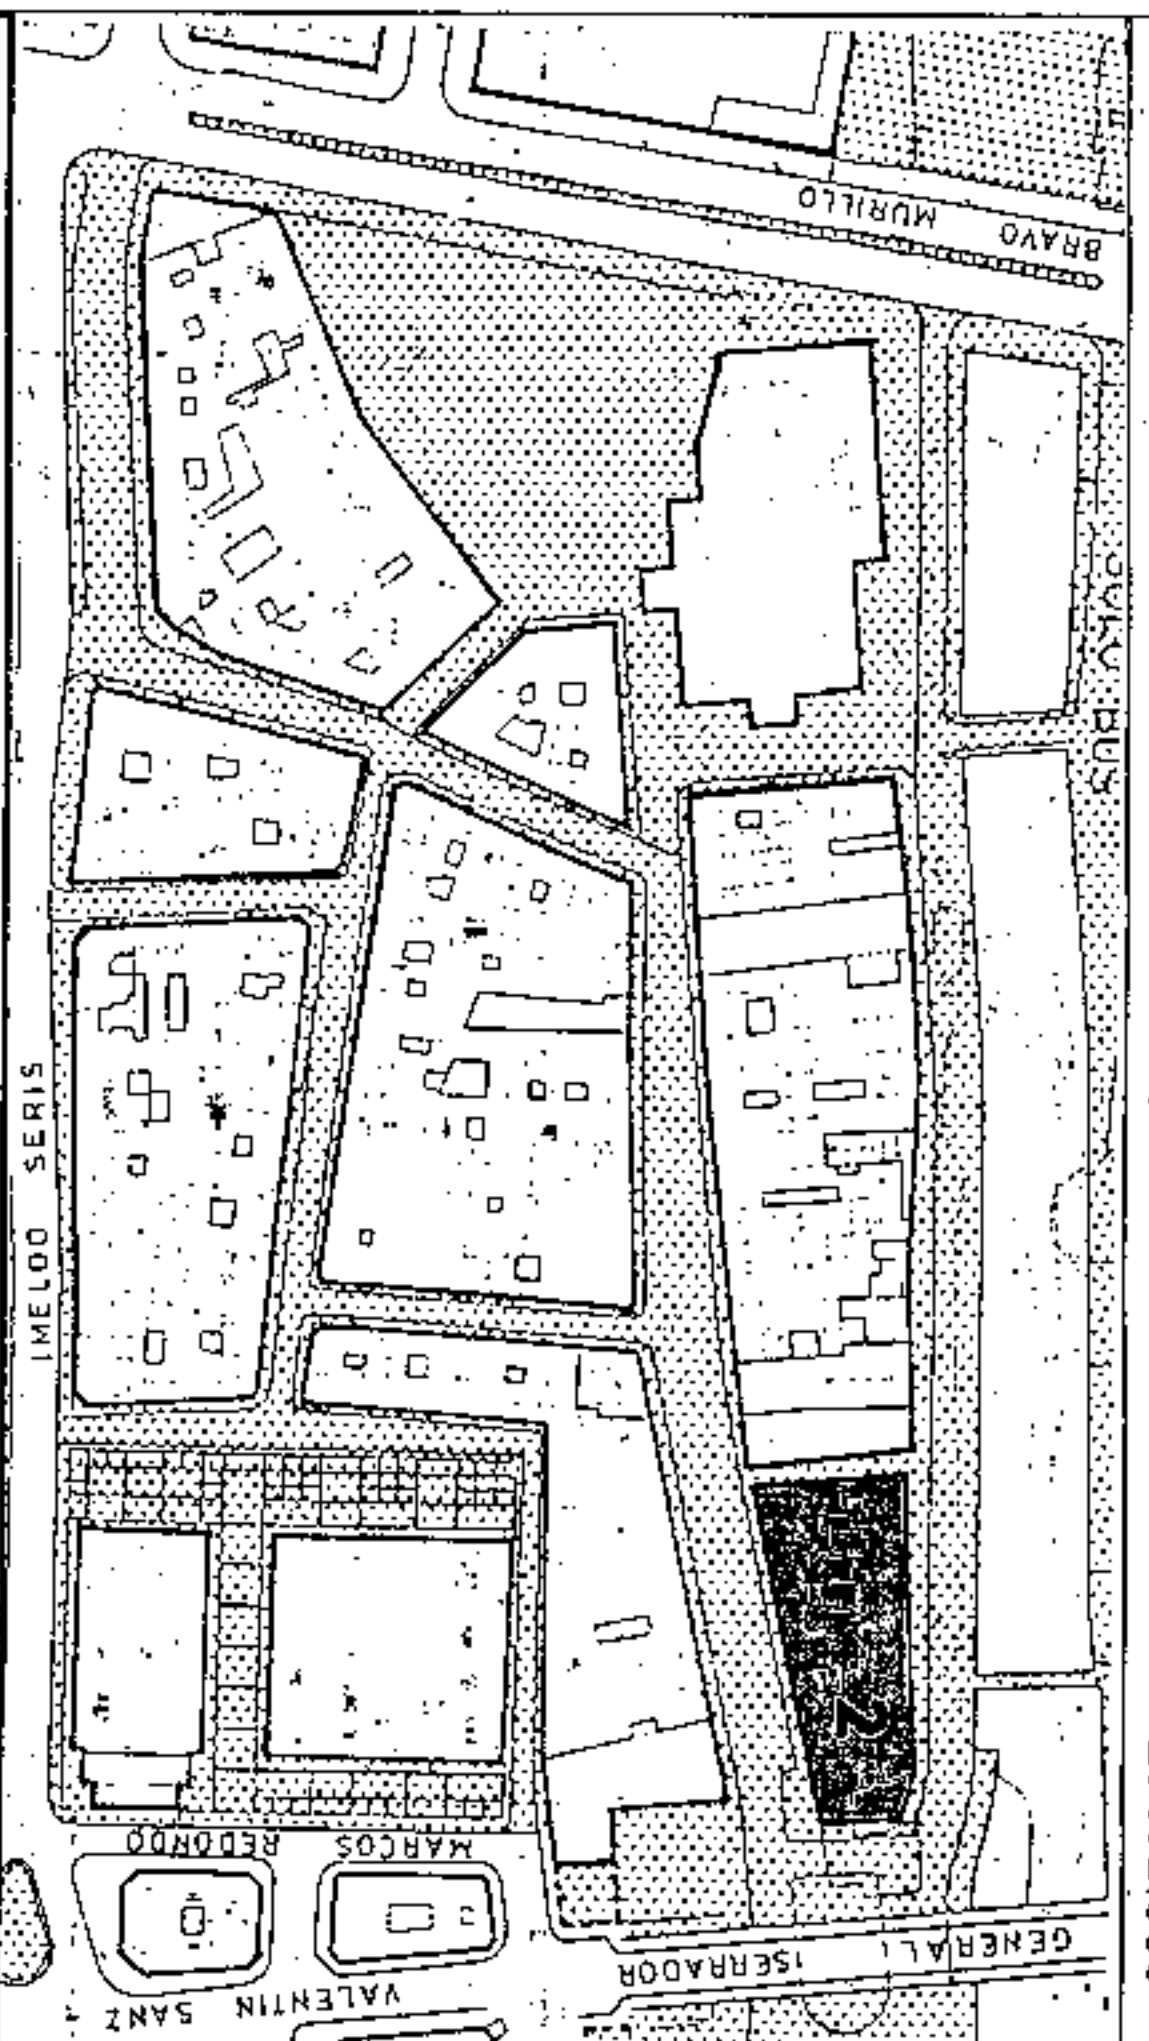 BRAVO MURILLO
IMELDO SERIS
MARCOS REDONDO
VALENTIN SANZ
GENERAL SERRADOR